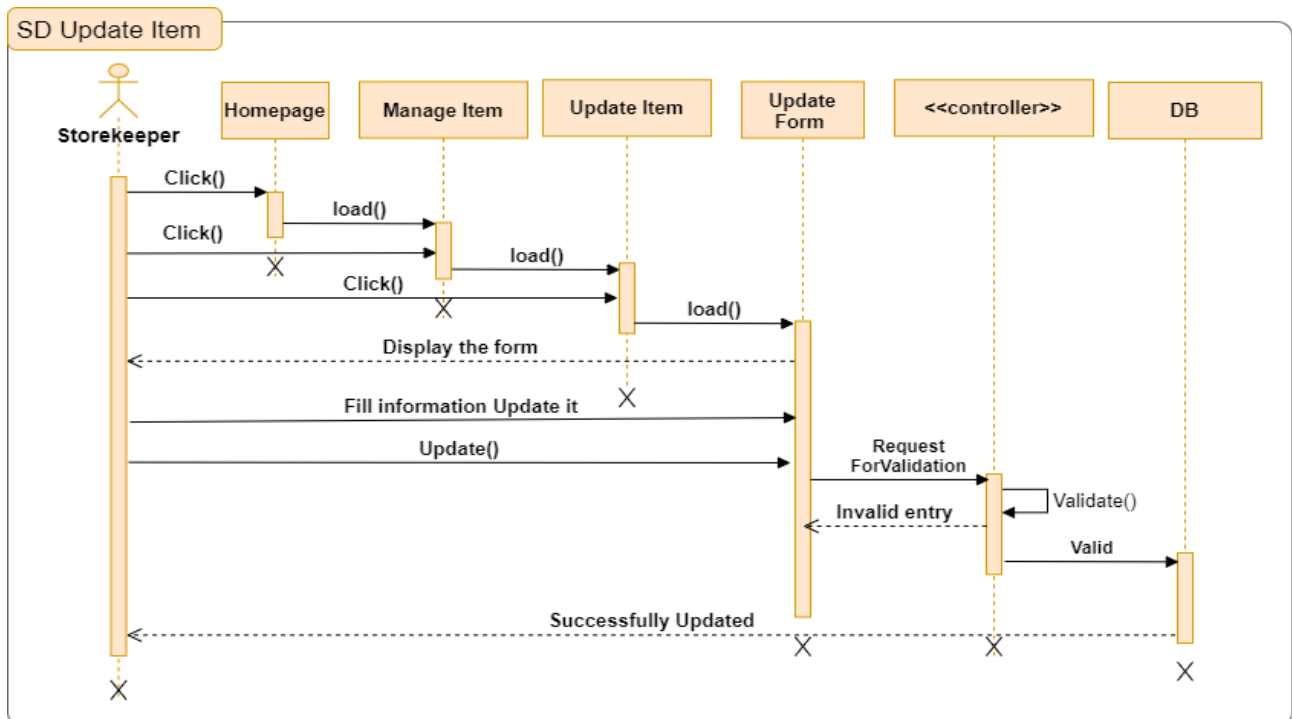 SD Update Item
Storekeeper
Homepage
Manage Item
Update Item
Update
Form
<<controller>>
DB
Click()
load()
Click()
load()
Click()
load()
Display the form
Fill information Update it
Update()
Request
ForValidation
Validate()
Invalid entry
Valid
Successfully Updated